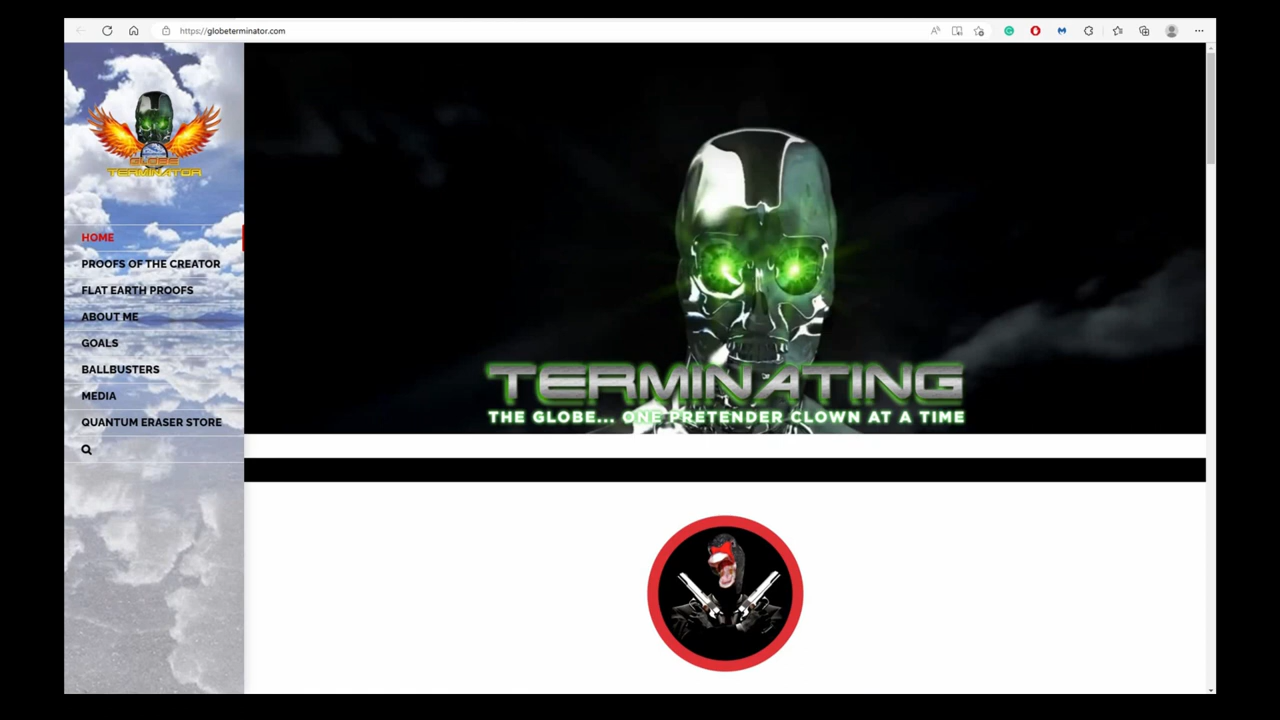 https://globeterminator.com
GLOBE
TERMINATOR
HOME
PROOFS OF THE CREATOR
FLAT EARTH PROOFS
ABOUT ME
GOALS
BALLBUSTERS
MEDIA
QUANTUM ERASER STORE
TERMINATING
THE GLOBE... ONE PRETENDER CLOWN AT A TIME